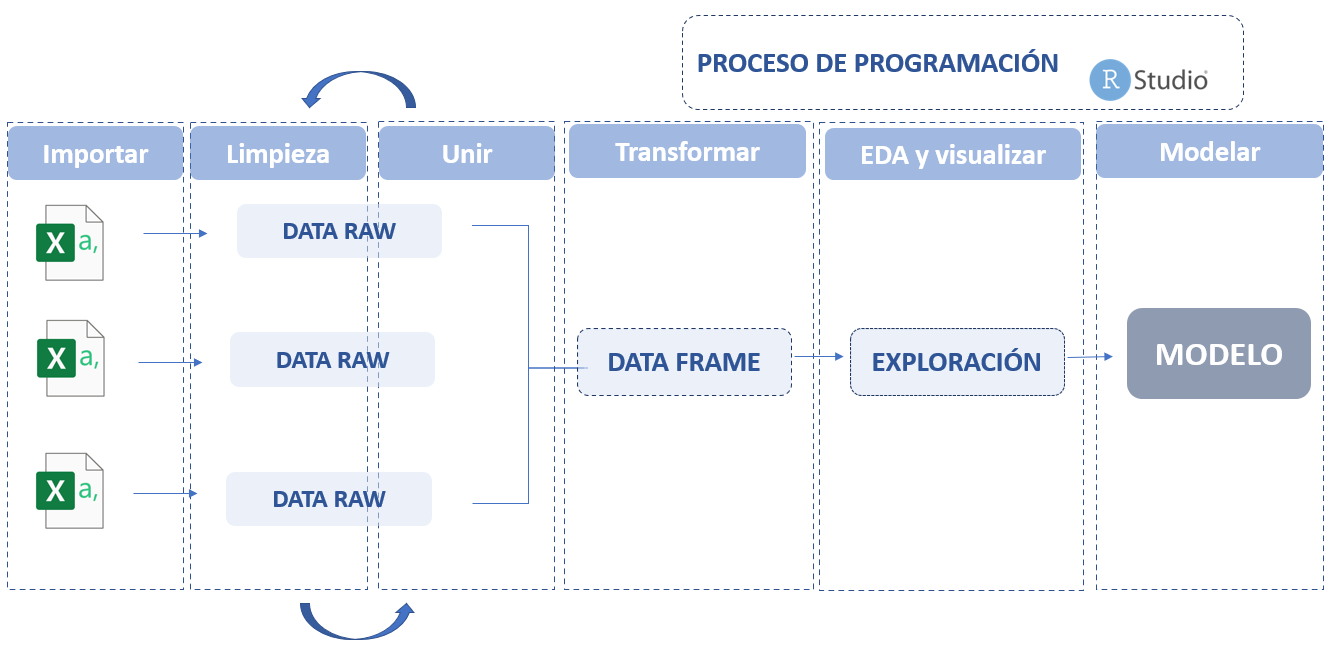 PROCESO DE PROGRAMACIÓN
R Studio
Importar
Limpieza
Unir
Transformar
EDA y visualizar
Modelar
X a,
DATA RAW
X a,
DATA RAW
DATA FRAME
EXPLORACIÓN
MODELO
X a,
DATA RAW